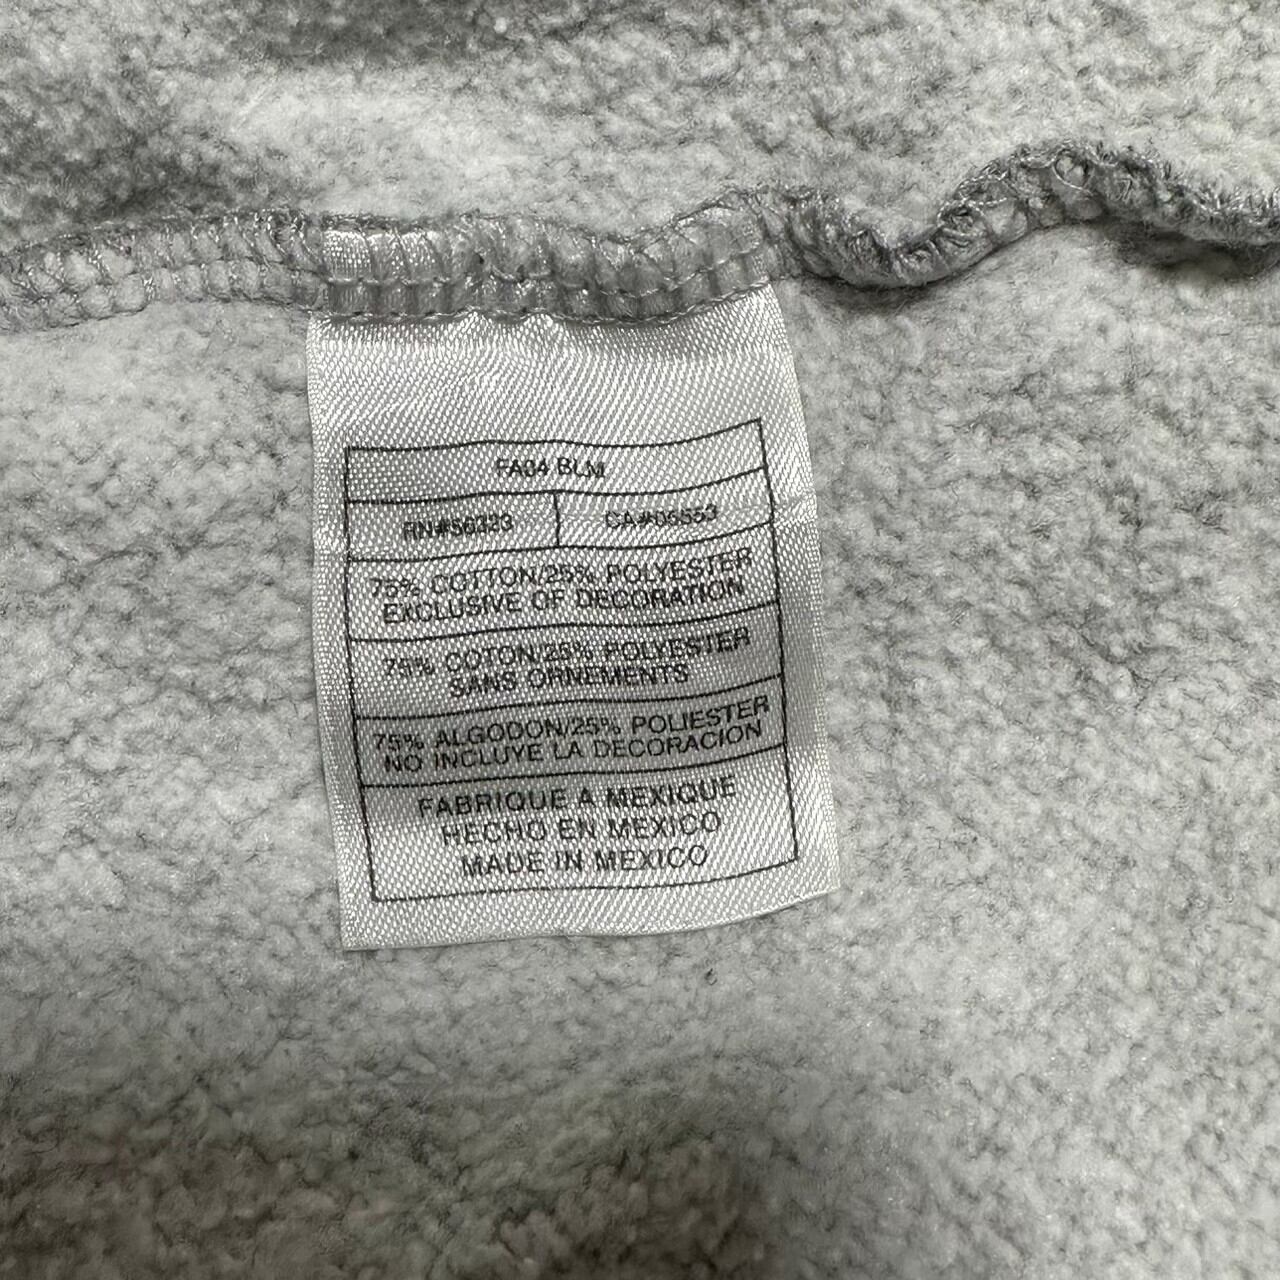 FA04 BLM
RN#56323 CA#05553
75% COTTON/25% POLYESTER
EXCLUSIVE OF DECORATION
75% COTON/25% POLYESTER
SANS ORNEMENTS
75% ALGODON/25% POLIESTER
NO INCLUYE LA DECORACION
FABRIQUE A MEXIQUE
HECHO EN MEXICO
MADE IN MEXICO